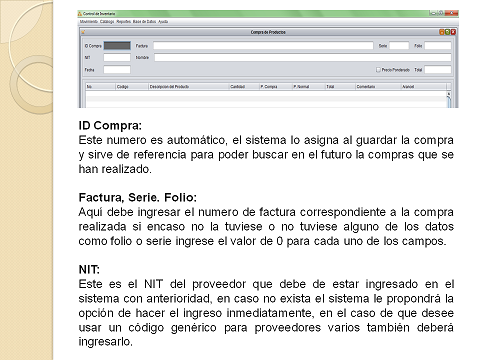 Control de Inventario
Movimiento Catálogo Reportes Base de Datos Ayuda
Compra de Productos
ID Compra Factura Serie Folio
NIT Nombre
Fecha Precio Ponderado Total
No. Codigo Descripcion del Producto Cantidad P. Compra P. Normal Total Comentario Arancel
ID Compra:
Este numero es automático, el sistema lo asigna al guardar la compra
y sirve de referencia para poder buscar en el futuro la compras que se
han realizado.
Factura, Serie. Folio:
Aquí debe ingresar el numero de factura correspondiente a la compra
realizada si encaso no la tuviese o no tuviese alguno de los datos
como folio o serie ingrese el valor de 0 para cada uno de los campos.
NIT:
Este es el NIT del proveedor que debe de estar ingresado en el
sistema con anterioridad, en caso no exista el sistema le propondrá la
opción de hacer el ingreso inmediatamente, en el caso de que desee
usar un código genérico para proveedores varios también deberá
ingresarlo.